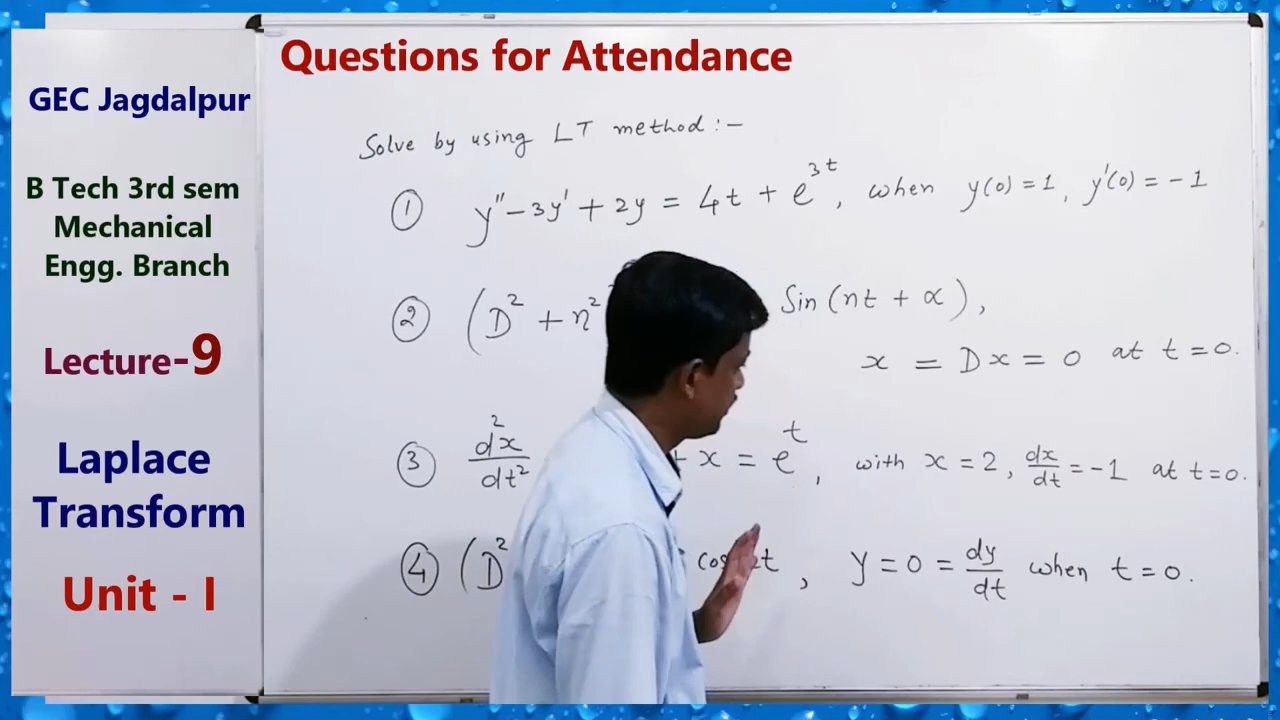 Questions for Attendance
GEC Jagdalpur
B Tech 3rd sem
Mechanical
Engg. Branch
Lecture-9
Laplace
Transform
Unit - I
Solve by using LT method:-
① y'' - 3y' + 2y = 4t + e^{3t}, when y(0) = 1, y'(0) = -1
② (D² + n² Sin (nt + α),
x = Dx = 0 at t = 0.
③ d²x/dt² + x = e^t, with x = 2, dx/dt = -1 at t = 0.
④ (D² t, y = 0 = dy/dt when t = 0.